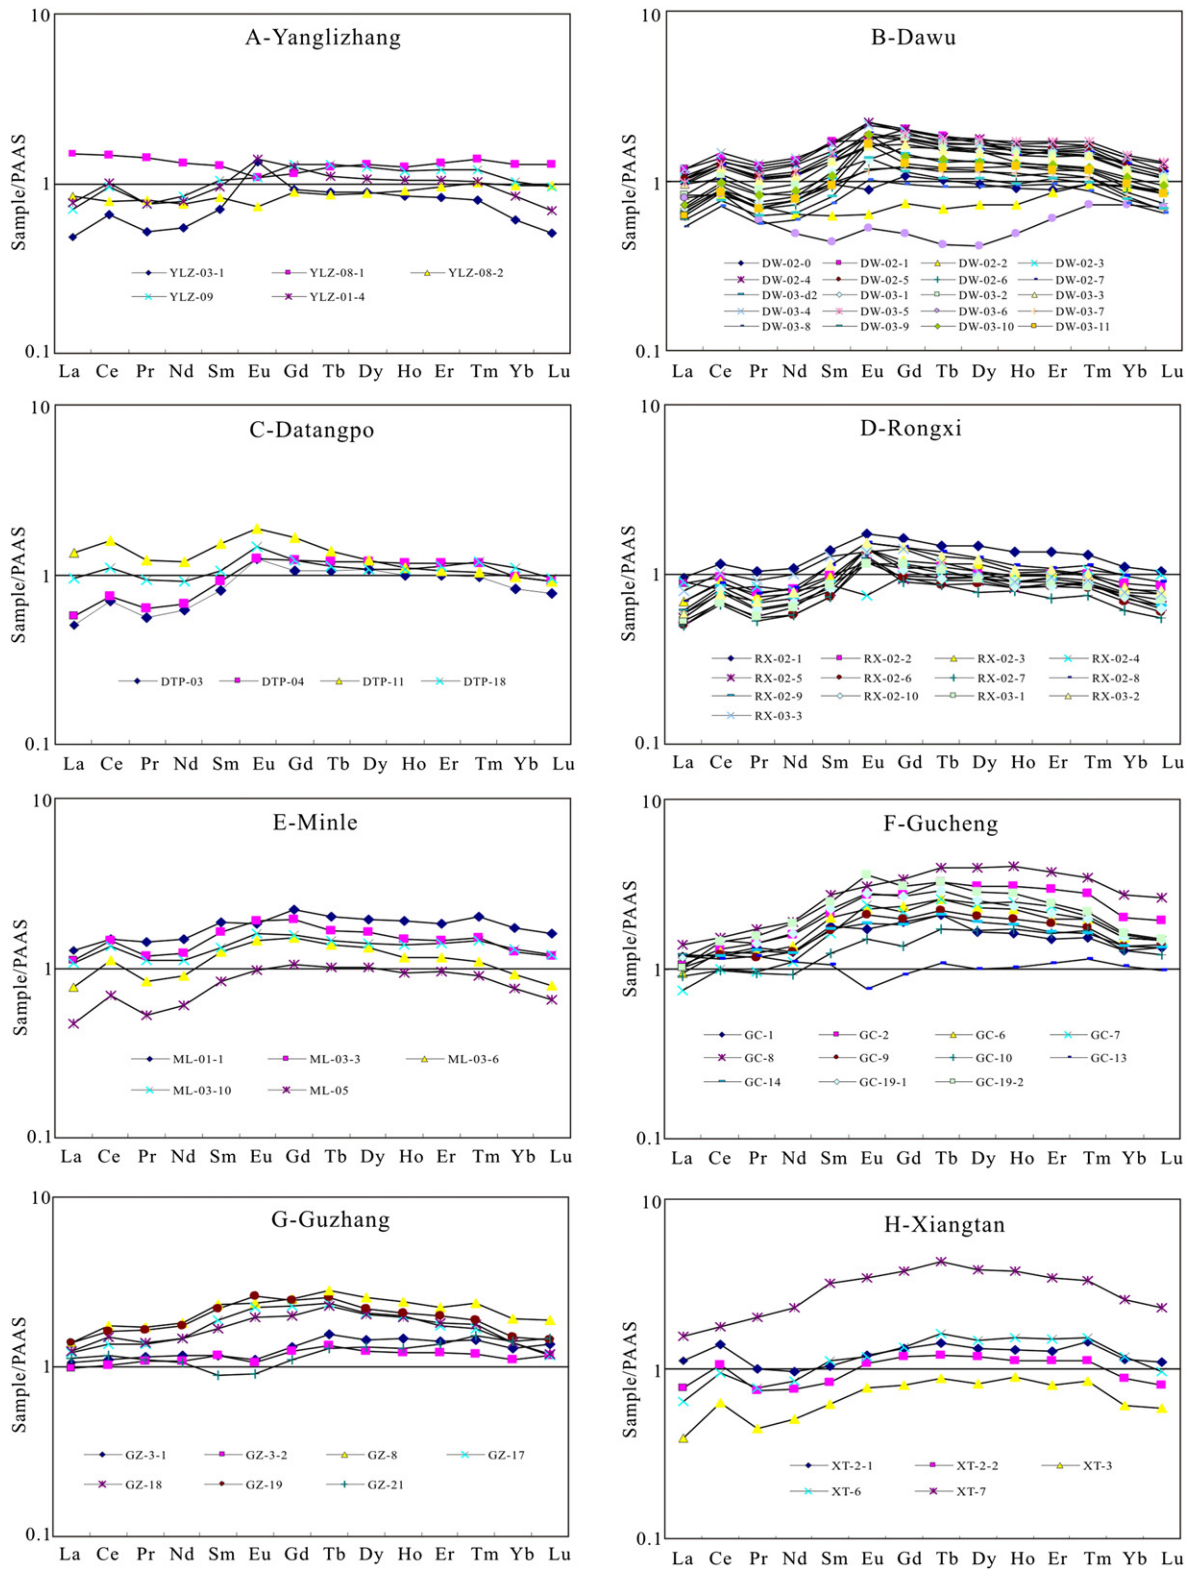 A-Yanglizhang
10
1
0.1
Sample/PAAS
YLZ-03-1 YLZ-08-1 YLZ-08-2
YLZ-09 YLZ-01-4
La Ce Pr Nd Sm Eu Gd Tb Dy Ho Er Tm Yb Lu
B-Dawu
10
1
0.1
Sample/PAAS
DW-02-0 DW-02-1 DW-02-2 DW-02-3
DW-02-4 DW-02-5 DW-02-6 DW-02-7
DW-03-d2 DW-03-1 DW-03-2 DW-03-3
DW-03-4 DW-03-5 DW-03-6 DW-03-7
DW-03-8 DW-03-9 DW-03-10 DW-03-11
La Ce Pr Nd Sm Eu Gd Tb Dy Ho Er Tm Yb Lu
C-Datangpo
10
1
0.1
Sample/PAAS
DTP-03 DTP-04 DTP-11 DTP-18
La Ce Pr Nd Sm Eu Gd Tb Dy Ho Er Tm Yb Lu
D-Rongxi
10
1
0.1
Sample/PAAS
RX-02-1 RX-02-2 RX-02-3 RX-02-4
RX-02-5 RX-02-6 RX-02-7 RX-02-8
RX-02-9 RX-02-10 RX-03-1 RX-03-2
RX-03-3
La Ce Pr Nd Sm Eu Gd Tb Dy Ho Er Tm Yb Lu
E-Minle
10
1
0.1
Sample/PAAS
ML-01-1 ML-03-3 ML-03-6
ML-03-10 ML-05
La Ce Pr Nd Sm Eu Gd Tb Dy Ho Er Tm Yb Lu
F-Gucheng
10
1
0.1
Sample/PAAS
GC-1 GC-2 GC-6 GC-7
GC-8 GC-9 GC-10 GC-13
GC-14 GC-19-1 GC-19-2
La Ce Pr Nd Sm Eu Gd Tb Dy Ho Er Tm Yb Lu
G-Guzhang
10
1
0.1
Sample/PAAS
GZ-3-1 GZ-3-2 GZ-8 GZ-17
GZ-18 GZ-19 GZ-21
La Ce Pr Nd Sm Eu Gd Tb Dy Ho Er Tm Yb Lu
H-Xiangtan
10
1
0.1
Sample/PAAS
XT-2-1 XT-2-2 XT-3
XT-6 XT-7
La Ce Pr Nd Sm Eu Gd Tb Dy Ho Er Tm Yb Lu